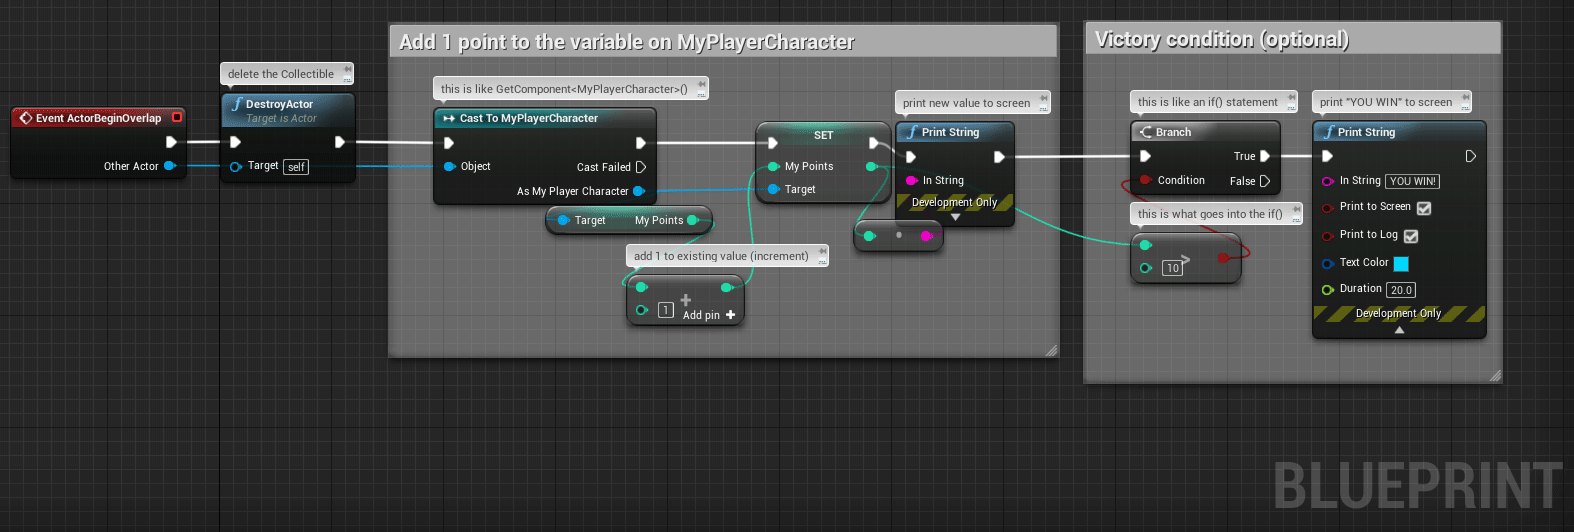 Add 1 point to the variable on MyPlayerCharacter
Victory condition (optional)
delete the Collectible
this is like GetComponent<MyPlayerCharacter>()
print new value to screen
this is like an if() statement
print "YOU WIN" to screen
Event ActorBeginOverlap
Other Actor
DestroyActor
Target is Actor
Target self
Cast To MyPlayerCharacter
Object
Cast Failed
As My Player Character
Target My Points
add 1 to existing value (increment)
1
Add pin
SET
My Points
Target
Print String
In String
Development Only
Branch
True
Condition False
this is what goes into the if()
10 >
Print String
In String YOU WIN!
Print to Screen
Print to Log
Text Color
Duration 20.0
Development Only
BLUEPRINT